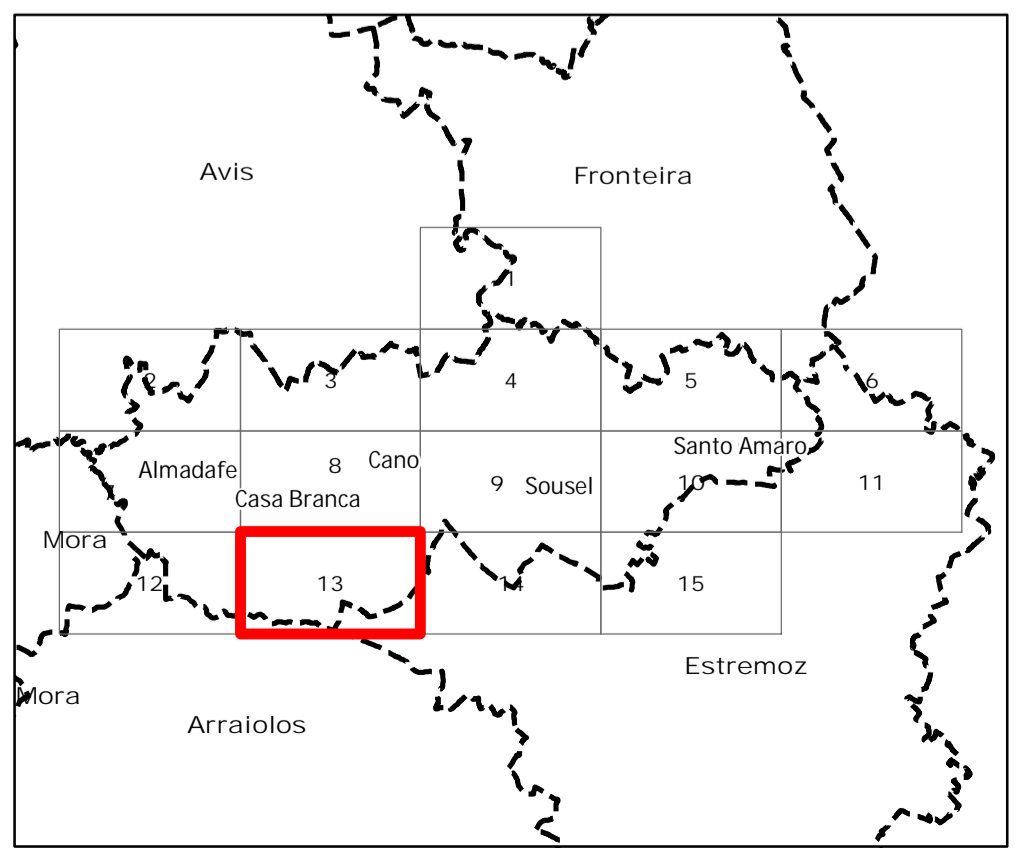 Avis
Fronteira
1
2
3
4
5
6
Santo Amaro
Almadafe
8
Cano
9
Sousel
10
11
Casa Branca
Mora
12
13
14
15
Estremoz
Mora
Arraiolos